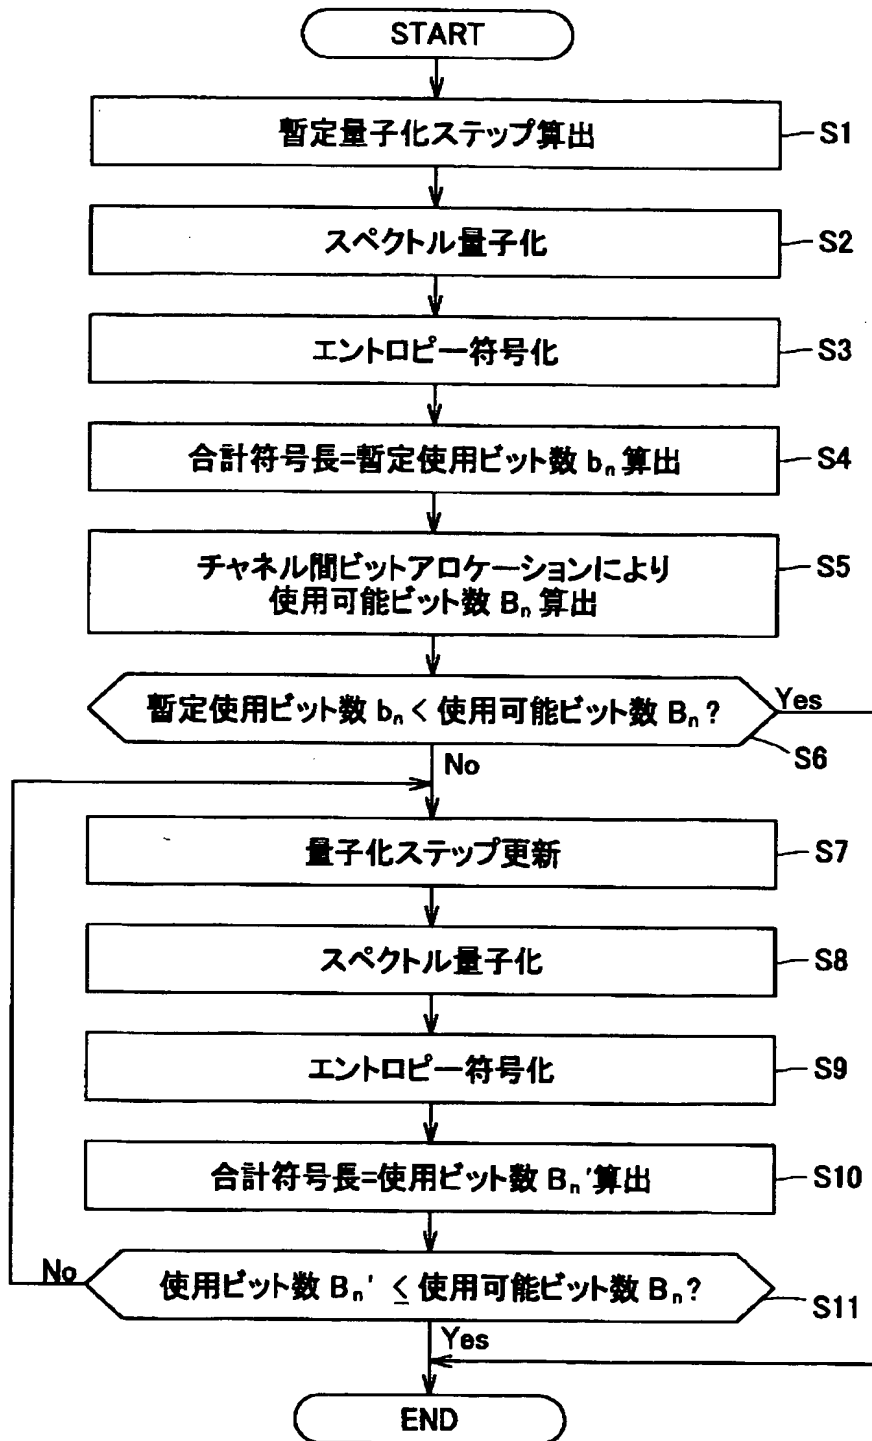 START
暫定量子化ステップ算出
S1
スペクトル量子化
S2
エントロピー符号化
S3
合計符号長=暫定使用ビット数 bn 算出
S4
チャネル間ビットアロケーションにより
使用可能ビット数 Bn 算出
S5
暫定使用ビット数 bn < 使用可能ビット数 Bn ?
Yes
S6
No
量子化ステップ更新
S7
スペクトル量子化
S8
エントロピー符号化
S9
合計符号長=使用ビット数 Bn' 算出
S10
No
使用ビット数 Bn' ≤ 使用可能ビット数 Bn?
S11
Yes
END